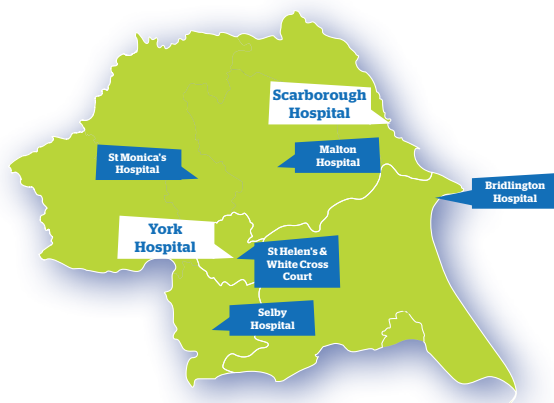 Scarborough
Hospital
Malton
Hospital
St Monica's
Hospital
Bridlington
Hospital
York
Hospital
St Helen's &
White Cross
Court
Selby
Hospital